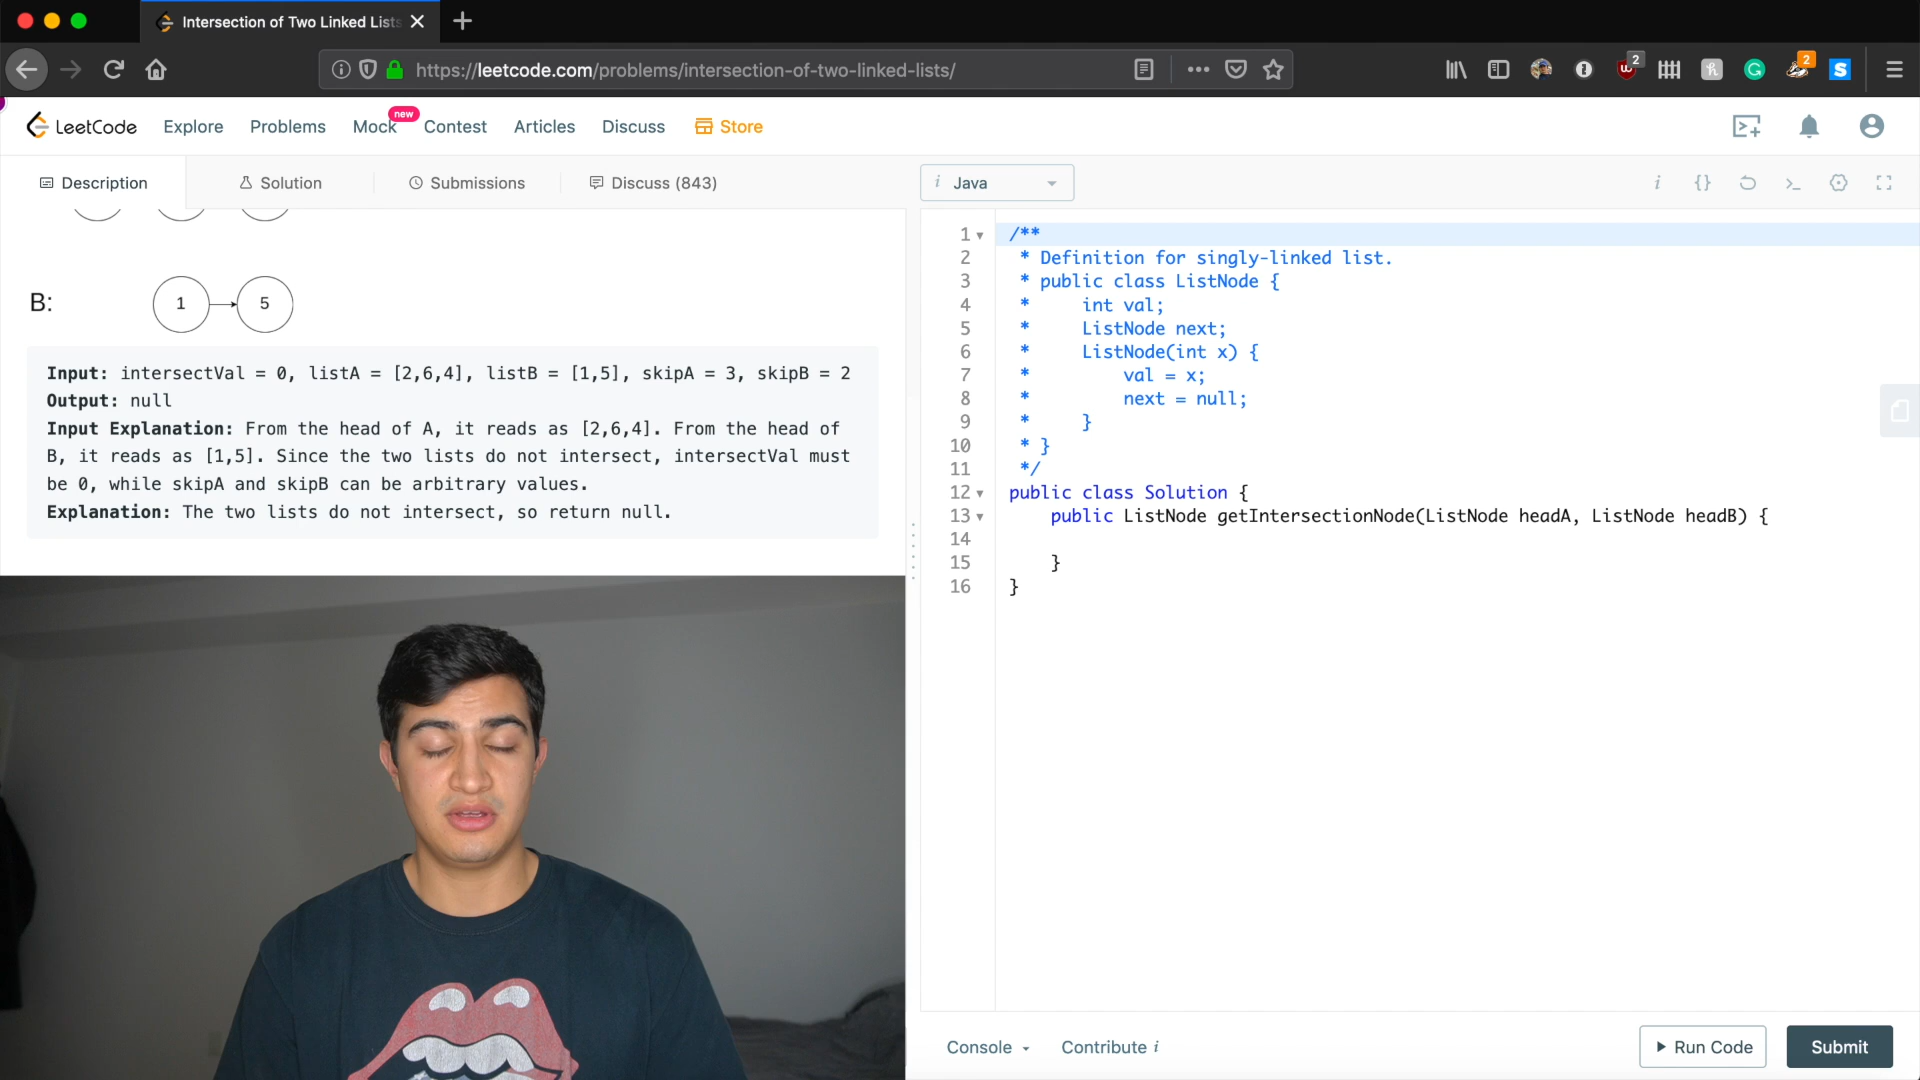 Intersection of Two Linked Lists
https://leetcode.com/problems/intersection-of-two-linked-lists/
2
2
LeetCode
Explore
Problems
Mock
new
Contest
Articles
Discuss
Store
Description
Solution
Submissions
Discuss (843)
i Java
B:
1
5
Input: intersectVal = 0, listA = [2,6,4], listB = [1,5], skipA = 3, skipB = 2
Output: null
Input Explanation: From the head of A, it reads as [2,6,4]. From the head of
B, it reads as [1,5]. Since the two lists do not intersect, intersectVal must
be 0, while skipA and skipB can be arbitrary values.
Explanation: The two lists do not intersect, so return null.
1 /**
2 * Definition for singly-linked list.
3 * public class ListNode {
4 *     int val;
5 *     ListNode next;
6 *     ListNode(int x) {
7 *         val = x;
8 *         next = null;
9 *     }
10 * }
11 */
12 public class Solution {
13     public ListNode getIntersectionNode(ListNode headA, ListNode headB) {
14
15     }
16 }
Console
Contribute i
Run Code
Submit